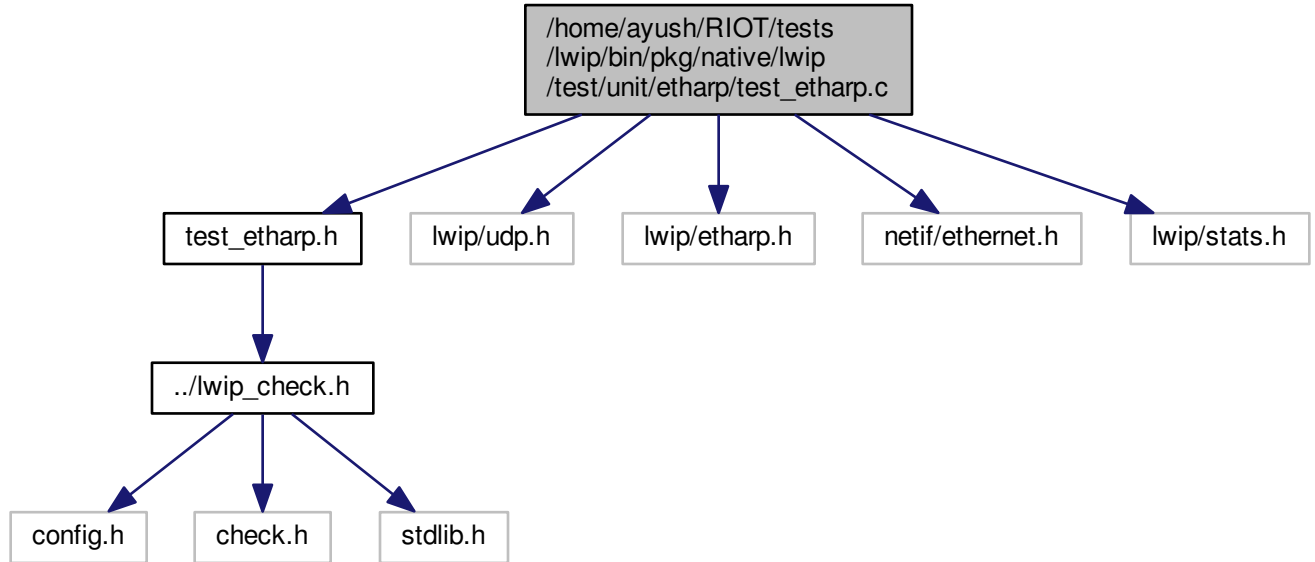 /home/ayush/RIOT/tests
/lwip/bin/pkg/native/lwip
/test/unit/etharp/test_etharp.c
test_etharp.h
lwip/udp.h
lwip/etharp.h
netif/ethernet.h
lwip/stats.h
../lwip_check.h
config.h
check.h
stdlib.h